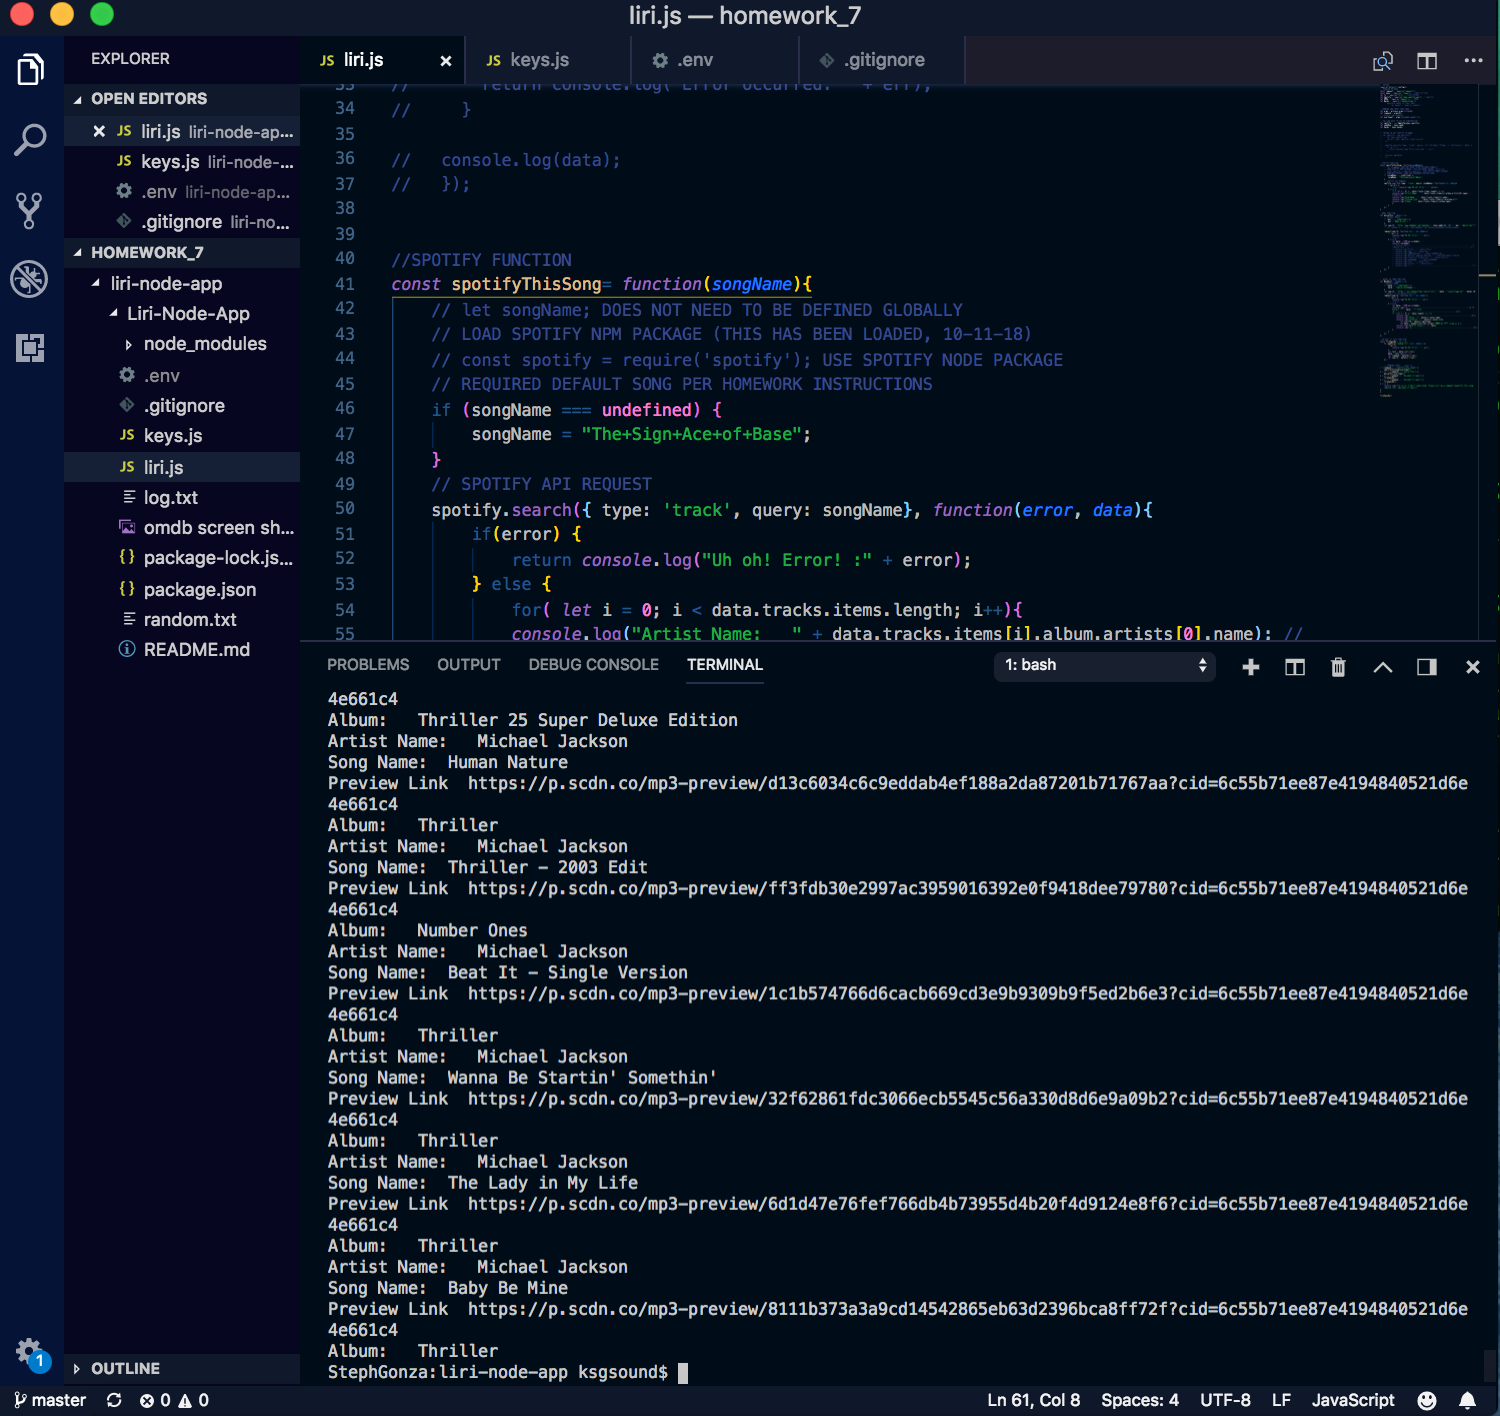 liri.js — homework_7
EXPLORER
OPEN EDITORS
JS liri.js liri-node-ap...
JS keys.js liri-node-...
.env liri-node-ap...
.gitignore liri-no...
HOMEWORK_7
liri-node-app
Liri-Node-App
node_modules
.env
.gitignore
JS keys.js
JS liri.js
log.txt
omdb screen sh...
{} package-lock.js...
{} package.json
random.txt
README.md
OUTLINE
1
JS liri.js
JS keys.js
.env
.gitignore
33 // return console.log('Error occurred: ' + err);
34 // }
35
36 // console.log(data);
37 // });
38
39
40 //SPOTIFY FUNCTION
41 const spotifyThisSong= function(songName){
42 // let songName; DOES NOT NEED TO BE DEFINED GLOBALLY
43 // LOAD SPOTIFY NPM PACKAGE (THIS HAS BEEN LOADED, 10-11-18)
44 // const spotify = require('spotify'); USE SPOTIFY NODE PACKAGE
45 // REQUIRED DEFAULT SONG PER HOMEWORK INSTRUCTIONS
46 if (songName === undefined) {
47 songName = "The+Sign+Ace+of+Base";
48 }
49 // SPOTIFY API REQUEST
50 spotify.search({ type: 'track', query: songName}, function(error, data){
51 if(error) {
52 return console.log("Uh oh! Error! :" + error);
53 } else {
54 for( let i = 0; i < data.tracks.items.length; i++){
55 console.log("Artist Name:   " + data.tracks.items[i].album.artists[0].name); //
PROBLEMS OUTPUT DEBUG CONSOLE TERMINAL 1: bash
4e661c4
Album:   Thriller 25 Super Deluxe Edition
Artist Name:   Michael Jackson
Song Name:  Human Nature
Preview Link  https://p.scdn.co/mp3-preview/d13c6034c6c9eddab4ef188a2da87201b71767aa?cid=6c55b71ee87e4194840521d6e
4e661c4
Album:   Thriller
Artist Name:   Michael Jackson
Song Name:  Thriller - 2003 Edit
Preview Link  https://p.scdn.co/mp3-preview/ff3fdb30e2997ac3959016392e0f9418dee79780?cid=6c55b71ee87e4194840521d6e
4e661c4
Album:   Number Ones
Artist Name:   Michael Jackson
Song Name:  Beat It - Single Version
Preview Link  https://p.scdn.co/mp3-preview/1c1b574766d6cacb669cd3e9b9309b9f5ed2b6e3?cid=6c55b71ee87e4194840521d6e
4e661c4
Album:   Thriller
Artist Name:   Michael Jackson
Song Name:  Wanna Be Startin' Somethin'
Preview Link  https://p.scdn.co/mp3-preview/32f62861fdc3066ecb5545c56a330d8d6e9a09b2?cid=6c55b71ee87e4194840521d6e
4e661c4
Album:   Thriller
Artist Name:   Michael Jackson
Song Name:  The Lady in My Life
Preview Link  https://p.scdn.co/mp3-preview/6d1d47e76fef766db4b73955d4b20f4d9124e8f6?cid=6c55b71ee87e4194840521d6e
4e661c4
Album:   Thriller
Artist Name:   Michael Jackson
Song Name:  Baby Be Mine
Preview Link  https://p.scdn.co/mp3-preview/8111b373a3a9cd14542865eb63d2396bca8ff72f?cid=6c55b71ee87e4194840521d6e
4e661c4
Album:   Thriller
StephGonza:liri-node-app ksgsound$
master 0 0 Ln 61, Col 8 Spaces: 4 UTF-8 LF JavaScript